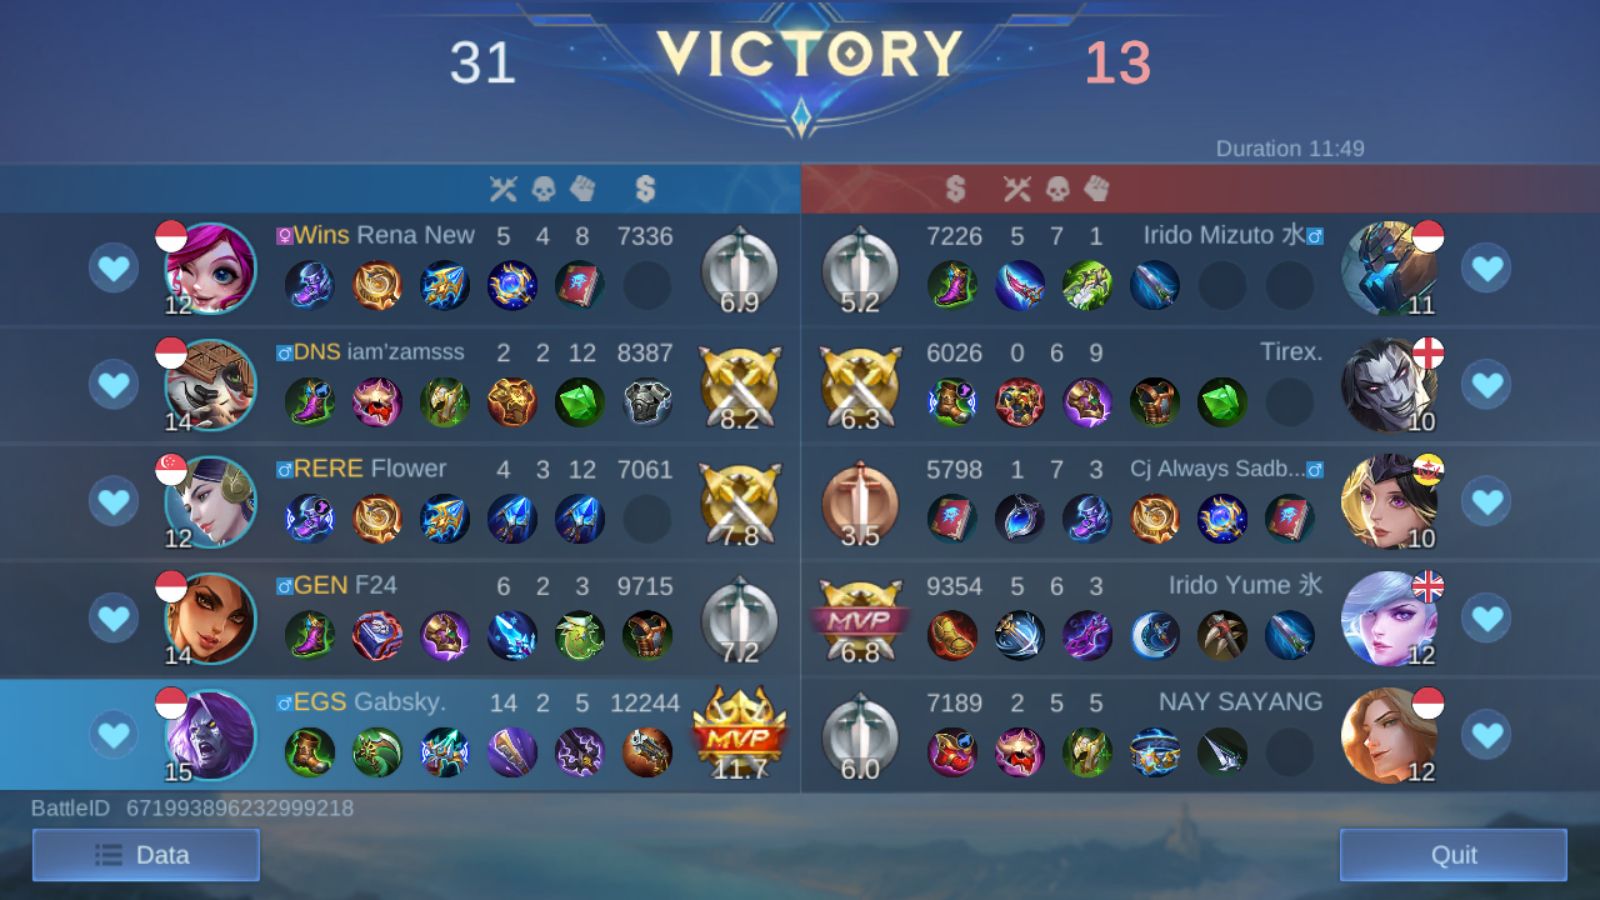 31 VICTORY 13
Duration 11:49
Wins Rena New 5 4 8 7336
12 6.9
7226 5 7 1 Irido Mizuto 水
5.2 11
DNS iam'zamsss 2 2 12 8387
14 8.2
6026 0 6 9 Tirex.
6.3 10
RERE Flower 4 3 12 7061
12 7.8
5798 1 7 3 Cj Always Sadb...
3.5 10
GEN F24 6 2 3 9715
14 7.2
9354 5 6 3 Irido Yume 氷
MVP
6.8 12
EGS Gabsky. 14 2 5 12244
MVP
15 11.7
7189 2 5 5 NAY SAYANG
6.0 12
BattleID 671993896232999218
Data Quit